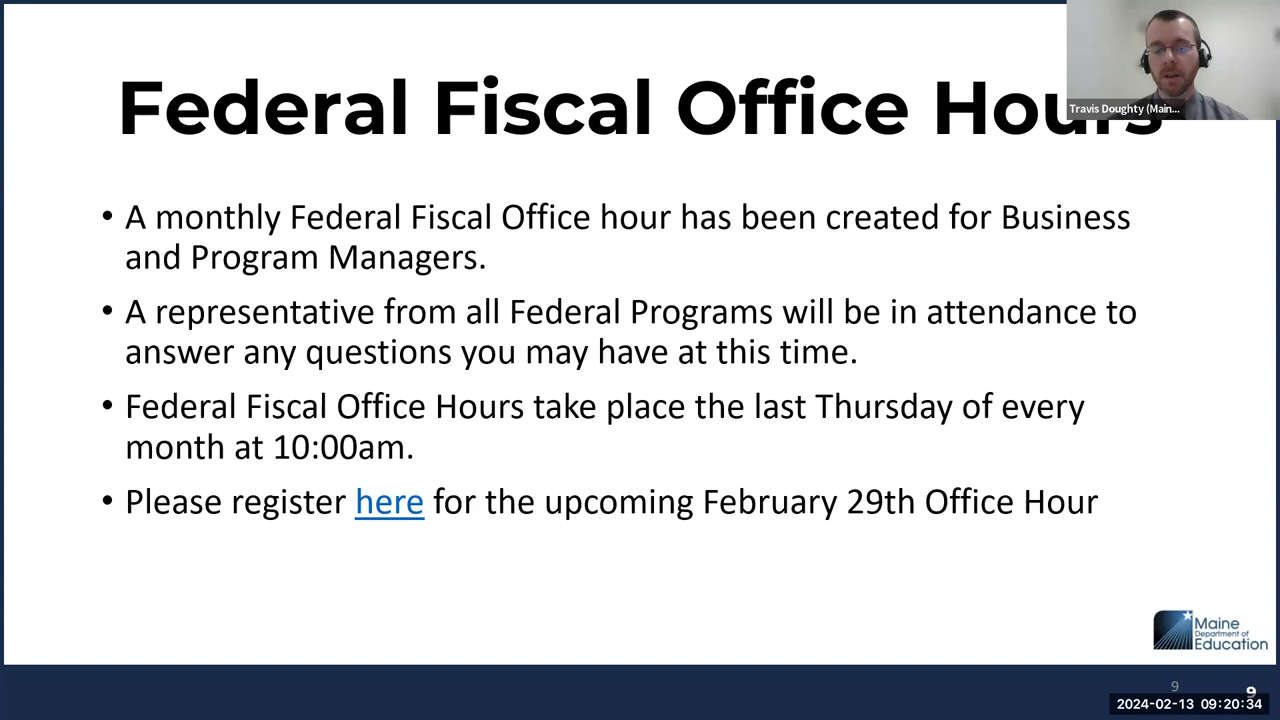 Federal Fiscal Office Hours
Travis Doughty (Main...
• A monthly Federal Fiscal Office hour has been created for Business
and Program Managers.
• A representative from all Federal Programs will be in attendance to
answer any questions you may have at this time.
• Federal Fiscal Office Hours take place the last Thursday of every
month at 10:00am.
• Please register here for the upcoming February 29th Office Hour
Maine
Department of
Education
9
9
2024-02-13 09:20:34